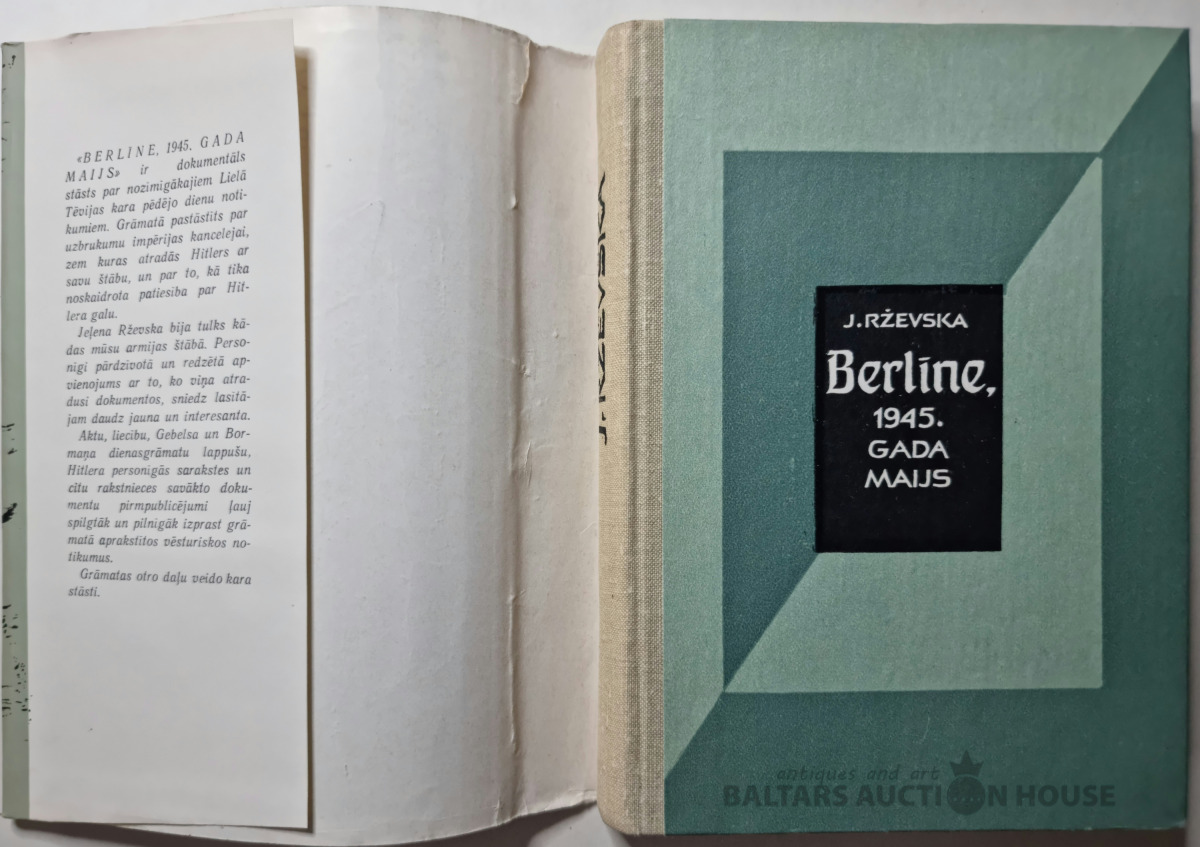 «BERLĪNE, 1945. GADA
MAIJS» ir dokumentāls
stāsts par nozīmīgākajiem Lielā
Tēvijas kara pēdējo dienu noti-
kumiem. Grāmatā pastāstīts par
uzbrukumu impērijas kancelejai,
zem kuras atradās Hitlers ar
savu štābu, un par to, kā tika
noskaidrota patiesība par Hit-
lera galu.
Jeļena Rževska bija tulks kā-
das mūsu armijas štābā. Perso-
nīgi pārdzīvotā un redzētā ap-
vienojums ar to, ko viņa atra-
dusi dokumentos, sniedz lasītā-
jam daudz jauna un interesanta.
Aktu, liecību, Gebelsa un Bor-
maņa dienasgrāmatu lappušu,
Hitlera personīgās sarakstes un
citu rakstnieces savākto doku-
mentu pirmpublicējumi ļauj
spilgtāk un pilnīgāk izprast grā-
matā aprakstītos vēsturiskos no-
tikumus.
Grāmatas otro daļu veido kara
stāsti.
J. RŽEVSKA
J. RŽEVSKA
Berlīne,
1945.
GADA
MAIJS
antiques and art
BALTARS AUCTION HOUSE